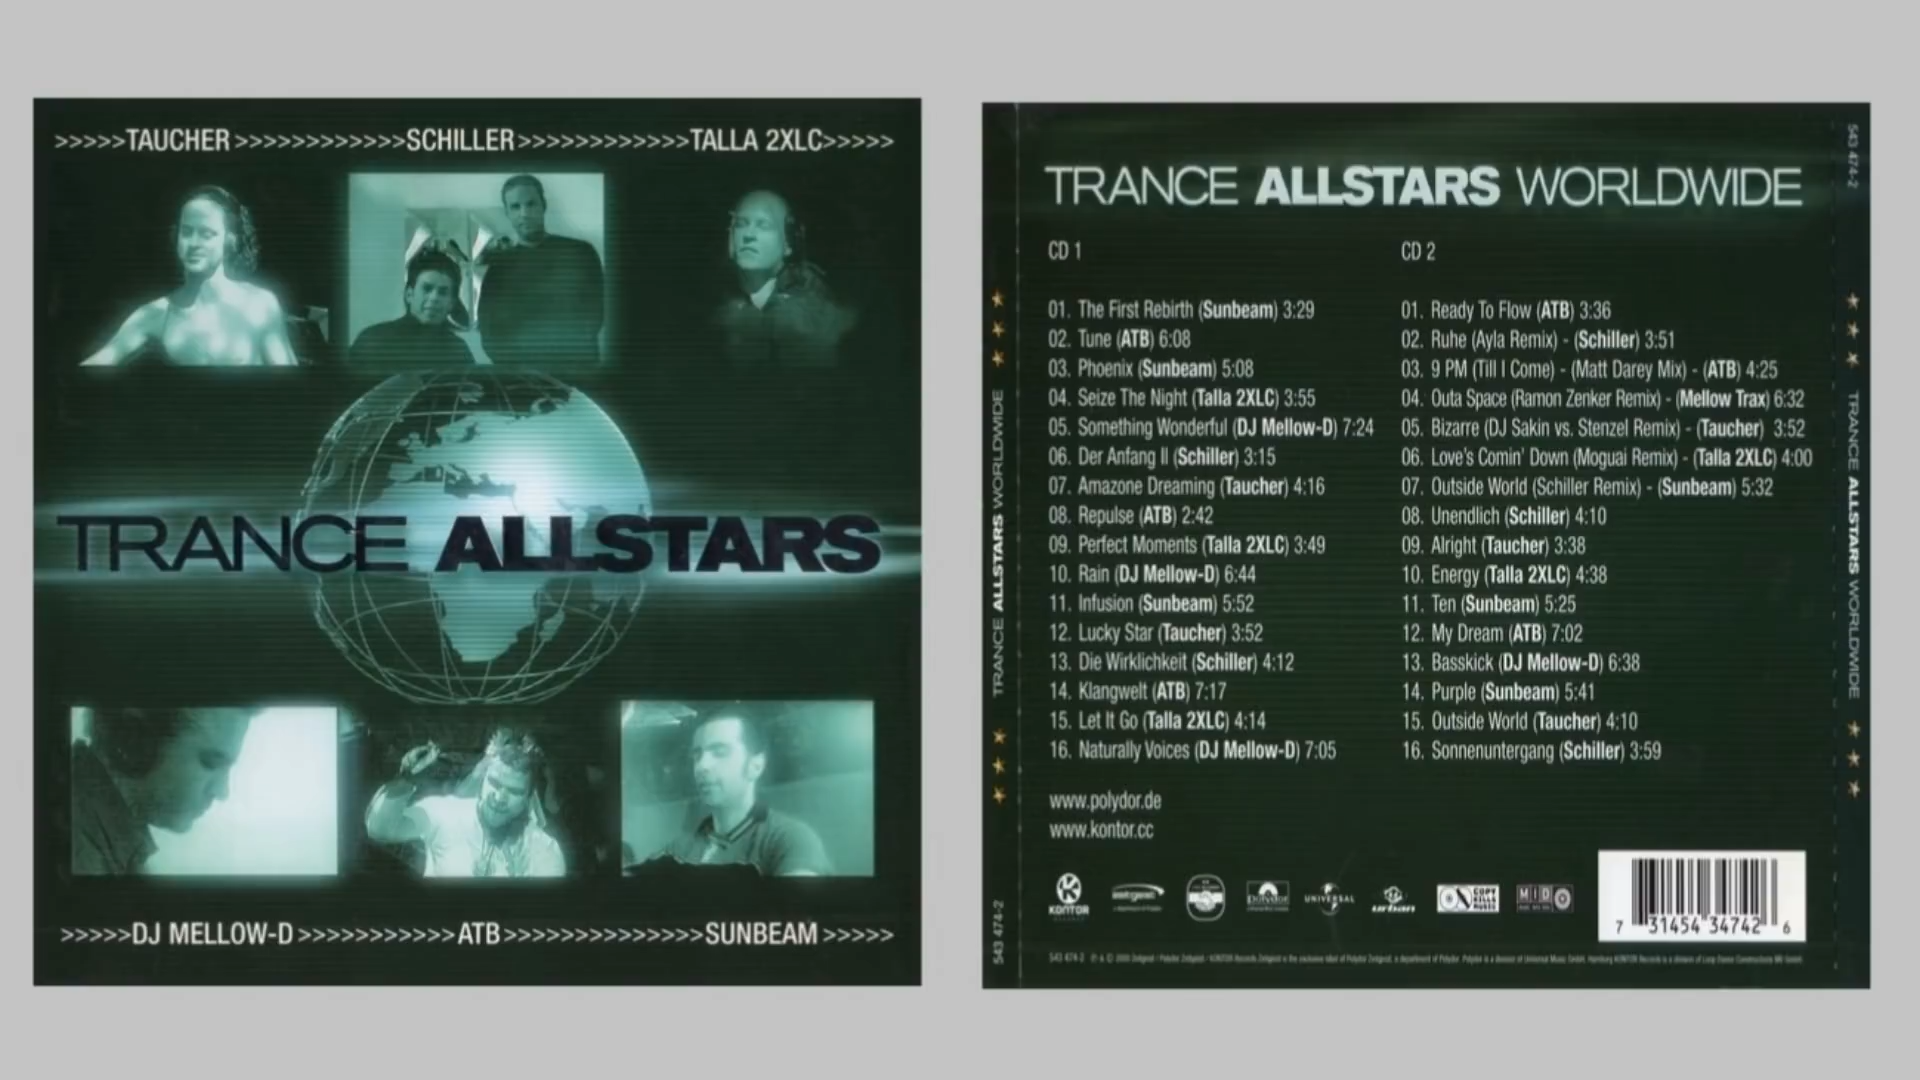 >>>>>TAUCHER>>>>>>>>>>>>SCHILLER>>>>>>>>>>>>TALLA 2XLC>>>>>
TRANCE ALLSTARS
>>>>>DJ MELLOW-D>>>>>>>>>>>ATB>>>>>>>>>>>>>>SUNBEAM>>>>>
TRANCE ALLSTARS WORLDWIDE
543 474-2
TRANCE ALLSTARS WORLDWIDE
CD 1
01. The First Rebirth (Sunbeam) 3:29
02. Tune (ATB) 6:08
03. Phoenix (Sunbeam) 5:08
04. Seize The Night (Talla 2XLC) 3:55
05. Something Wonderful (DJ Mellow-D) 7:24
06. Der Anfang II (Schiller) 3:15
07. Amazone Dreaming (Taucher) 4:16
08. Repulse (ATB) 2:42
09. Perfect Moments (Talla 2XLC) 3:49
10. Rain (DJ Mellow-D) 6:44
11. Infusion (Sunbeam) 5:52
12. Lucky Star (Taucher) 3:52
13. Die Wirklichkeit (Schiller) 4:12
14. Klangwelt (ATB) 7:17
15. Let It Go (Talla 2XLC) 4:14
16. Naturally Voices (DJ Mellow-D) 7:05
CD 2
01. Ready To Flow (ATB) 3:36
02. Ruhe (Ayla Remix) - (Schiller) 3:51
03. 9 PM (Till I Come) - (Matt Darey Mix) - (ATB) 4:25
04. Outa Space (Ramon Zenker Remix) - (Mellow Trax) 6:32
05. Bizarre (DJ Sakin vs. Stenzel Remix) - (Taucher) 3:52
06. Love's Comin' Down (Moguai Remix) - (Talla 2XLC) 4:00
07. Outside World (Schiller Remix) - (Sunbeam) 5:32
08. Unendlich (Schiller) 4:10
09. Alright (Taucher) 3:38
10. Energy (Talla 2XLC) 4:38
11. Ten (Sunbeam) 5:25
12. My Dream (ATB) 7:02
13. Basskick (DJ Mellow-D) 6:38
14. Purple (Sunbeam) 5:41
15. Outside World (Taucher) 4:10
16. Sonnenuntergang (Schiller) 3:59
www.polydor.de
www.kontor.cc
KONTOR
polydor
UNIVERSAL
urban
COPY KILLS MUSIC
MID
7 31454 34742 6
543 474-2
TRANCE ALLSTARS WORLDWIDE